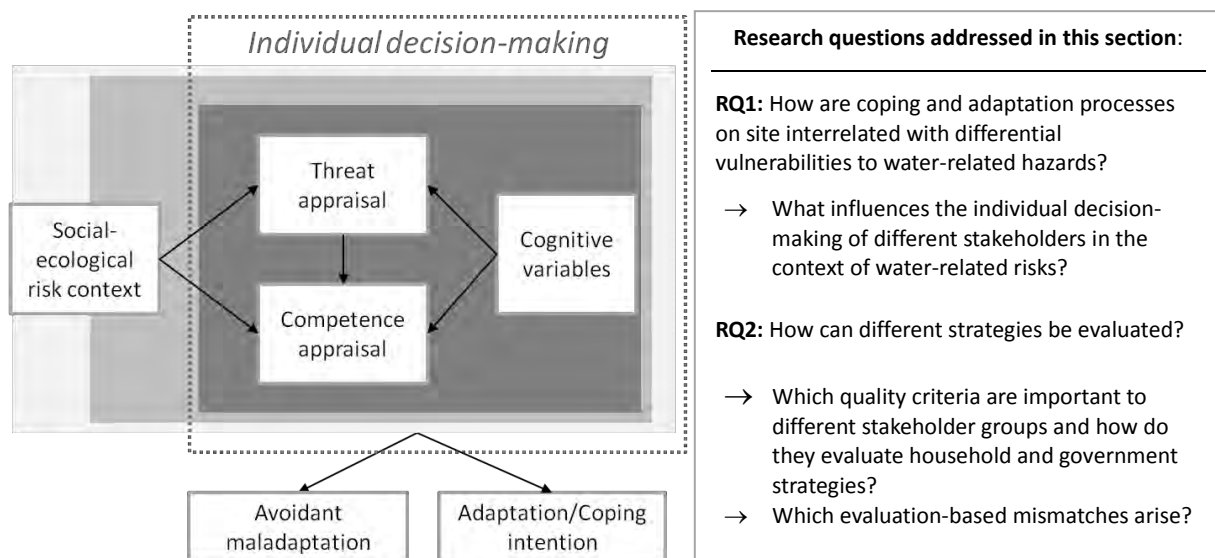 Individual decision-making
Threat
appraisal
Social-
ecological
risk context
Cognitive
variables
Competence
appraisal
Avoidant
maladaptation
Adaptation/Coping
intention
Research questions addressed in this section:
RQ1: How are coping and adaptation processes
on site interrelated with differential
vulnerabilities to water-related hazards?
→ What influences the individual decision-
making of different stakeholders in the
context of water-related risks?
RQ2: How can different strategies be evaluated?
→ Which quality criteria are important to
different stakeholder groups and how do
they evaluate household and government
strategies?
→ Which evaluation-based mismatches arise?